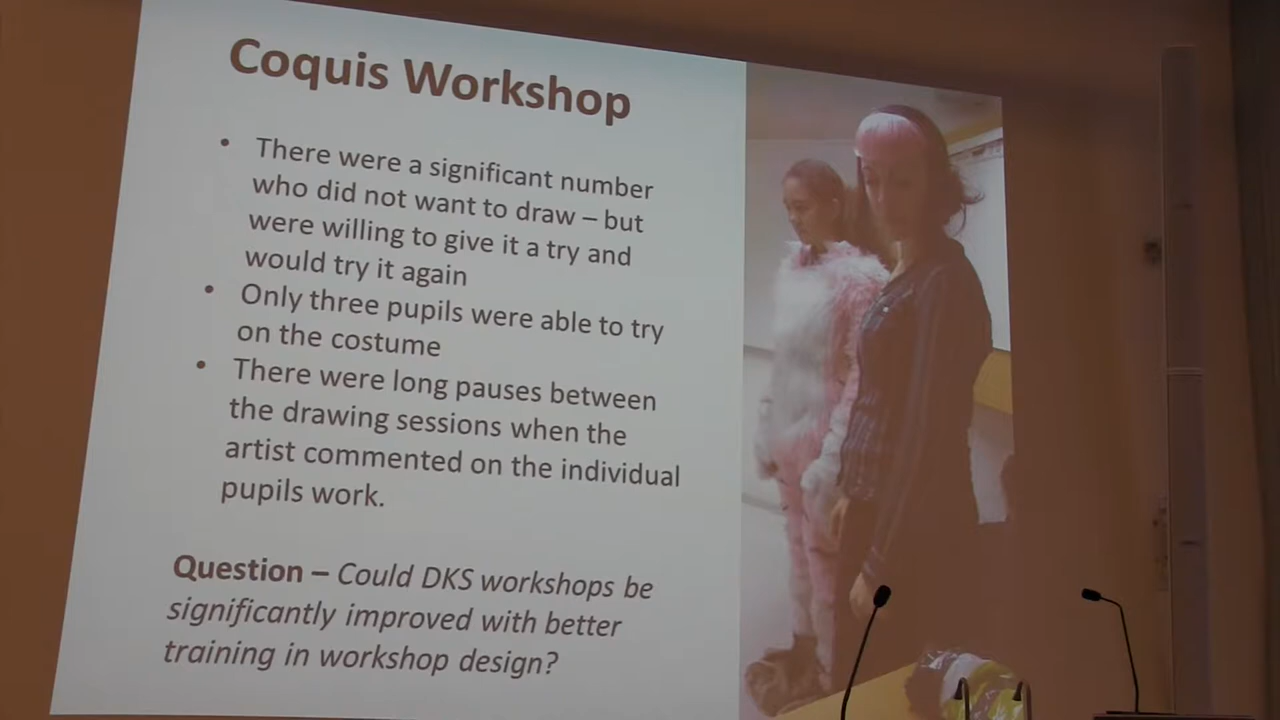 Coquis Workshop
• There were a significant number
who did not want to draw – but
were willing to give it a try and
would try it again
• Only three pupils were able to try
on the costume
• There were long pauses between
the drawing sessions when the
artist commented on the individual
pupils work.
Question – Could DKS workshops be
significantly improved with better
training in workshop design?